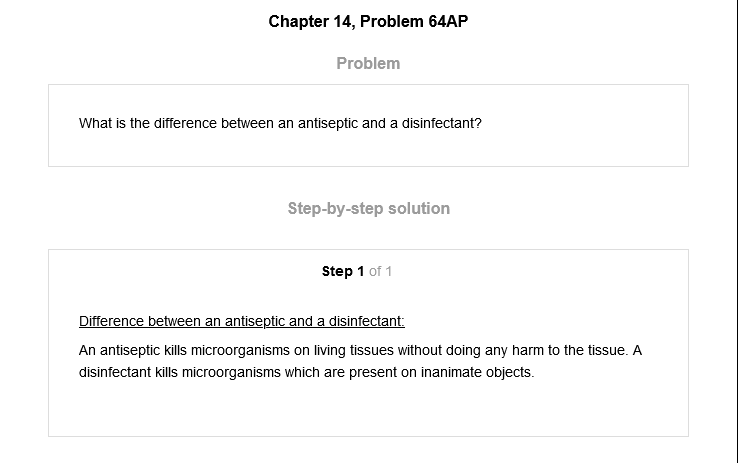 Chapter 14, Problem 64AP
Problem
What is the difference between an antiseptic and a disinfectant?
Step-by-step solution
Step 1 of 1
Difference between an antiseptic and a disinfectant:
An antiseptic kills microorganisms on living tissues without doing any harm to the tissue. A
disinfectant kills microorganisms which are present on inanimate objects.